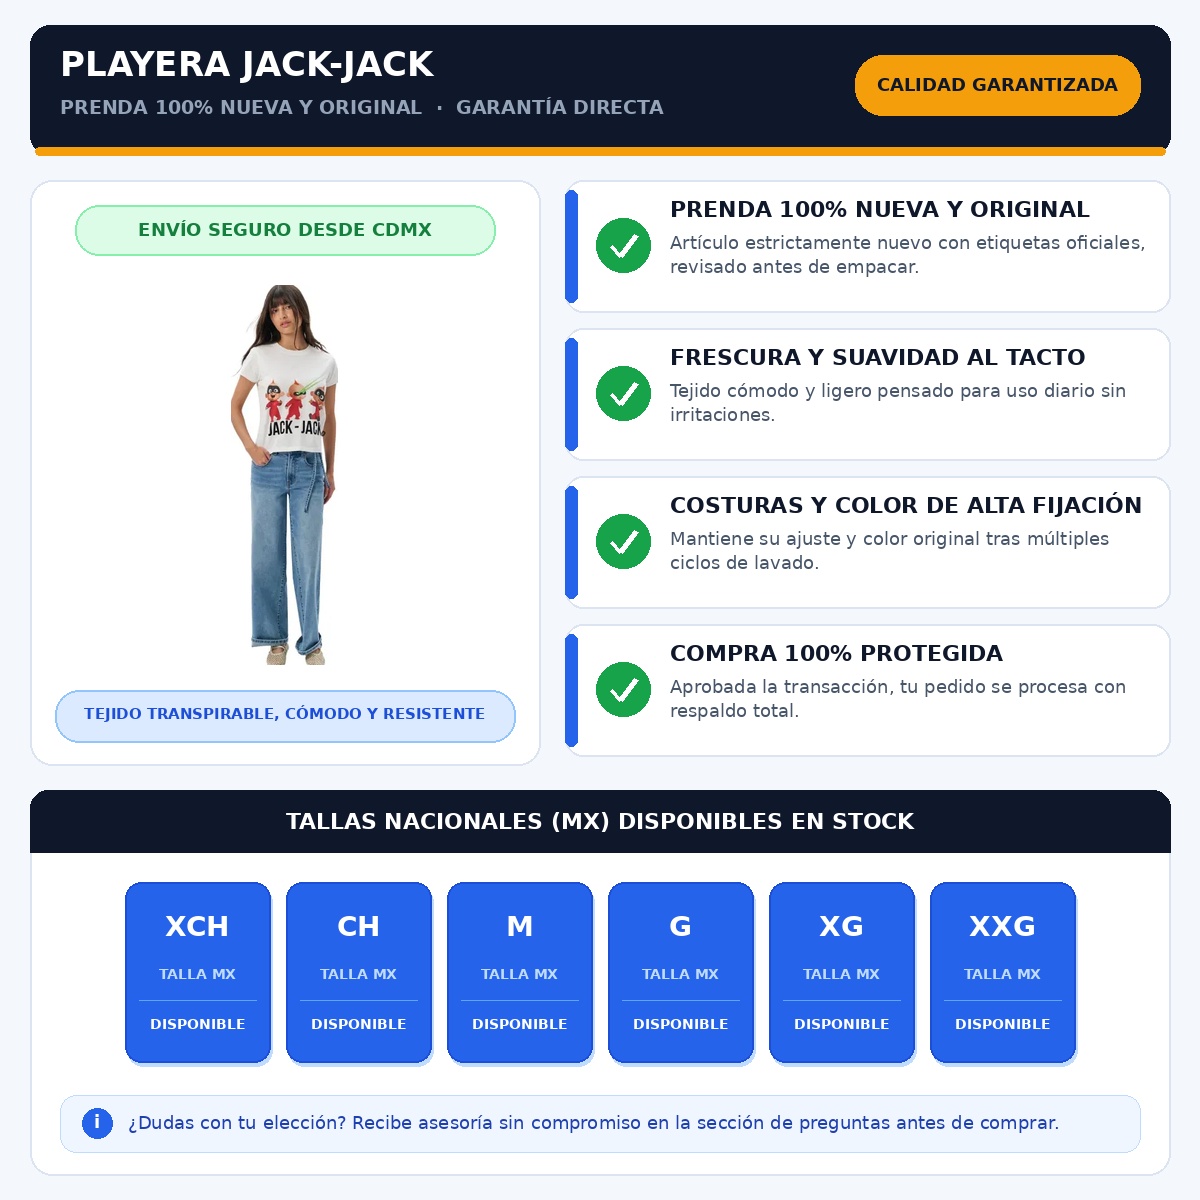 PLAYERA JACK-JACK
PRENDA 100% NUEVA Y ORIGINAL · GARANTÍA DIRECTA
CALIDAD GARANTIZADA
ENVÍO SEGURO DESDE CDMX
JACK-JACK
TEJIDO TRANSPIRABLE, CÓMODO Y RESISTENTE
PRENDA 100% NUEVA Y ORIGINAL
Artículo estrictamente nuevo con etiquetas oficiales,
revisado antes de empacar.
FRESCURA Y SUAVIDAD AL TACTO
Tejido cómodo y ligero pensado para uso diario sin
irritaciones.
COSTURAS Y COLOR DE ALTA FIJACIÓN
Mantiene su ajuste y color original tras múltiples
ciclos de lavado.
COMPRA 100% PROTEGIDA
Aprobada la transacción, tu pedido se procesa con
respaldo total.
TALLAS NACIONALES (MX) DISPONIBLES EN STOCK
XCH CH M G XG XXG
TALLA MX TALLA MX TALLA MX TALLA MX TALLA MX TALLA MX
DISPONIBLE DISPONIBLE DISPONIBLE DISPONIBLE DISPONIBLE DISPONIBLE
i ¿Dudas con tu elección? Recibe asesoría sin compromiso en la sección de preguntas antes de comprar.